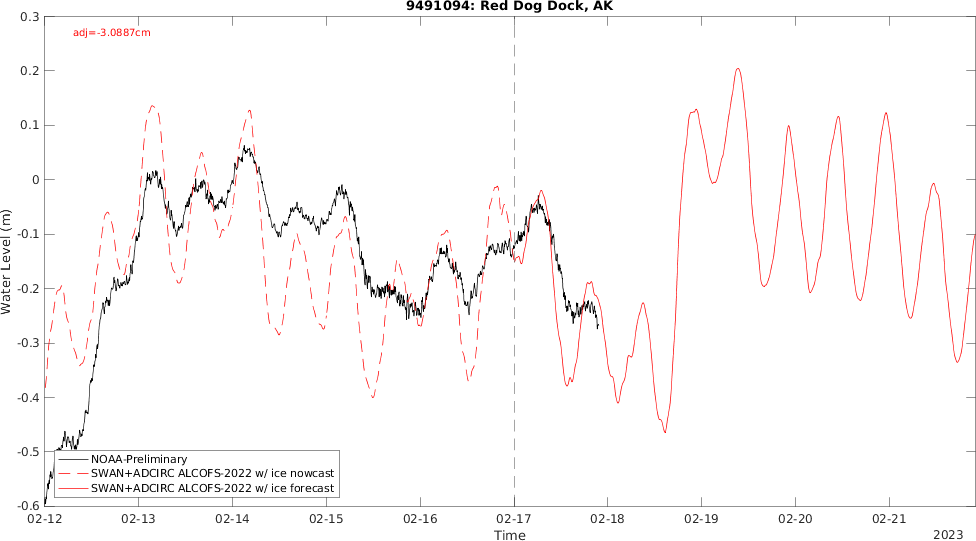 9491094: Red Dog Dock, AK
adj=-3.0887cm
0.3
0.2
0.1
0
-0.1
-0.2
-0.3
-0.4
-0.5
-0.6
Water Level (m)
NOAA-Preliminary
SWAN+ADCIRC ALCOFS-2022 w/ ice nowcast
SWAN+ADCIRC ALCOFS-2022 w/ ice forecast
02-12 02-13 02-14 02-15 02-16 02-17 02-18 02-19 02-20 02-21
Time
2023